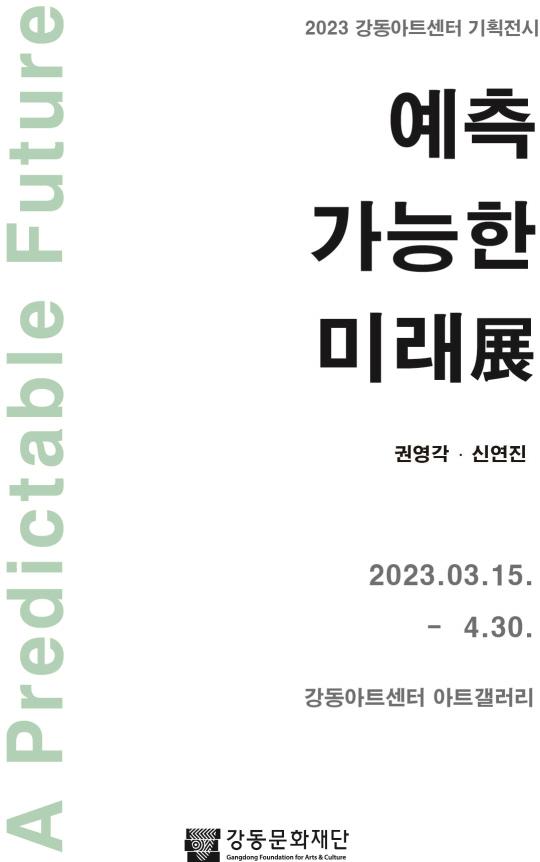 2023 강동아트센터 기획전시
예측
가능한
미래展
권영각 · 신연진
2023.03.15.
– 4.30.
강동아트센터 아트갤러리
A Predictable Future
강동문화재단
Gangdong Foundation for Arts & Culture